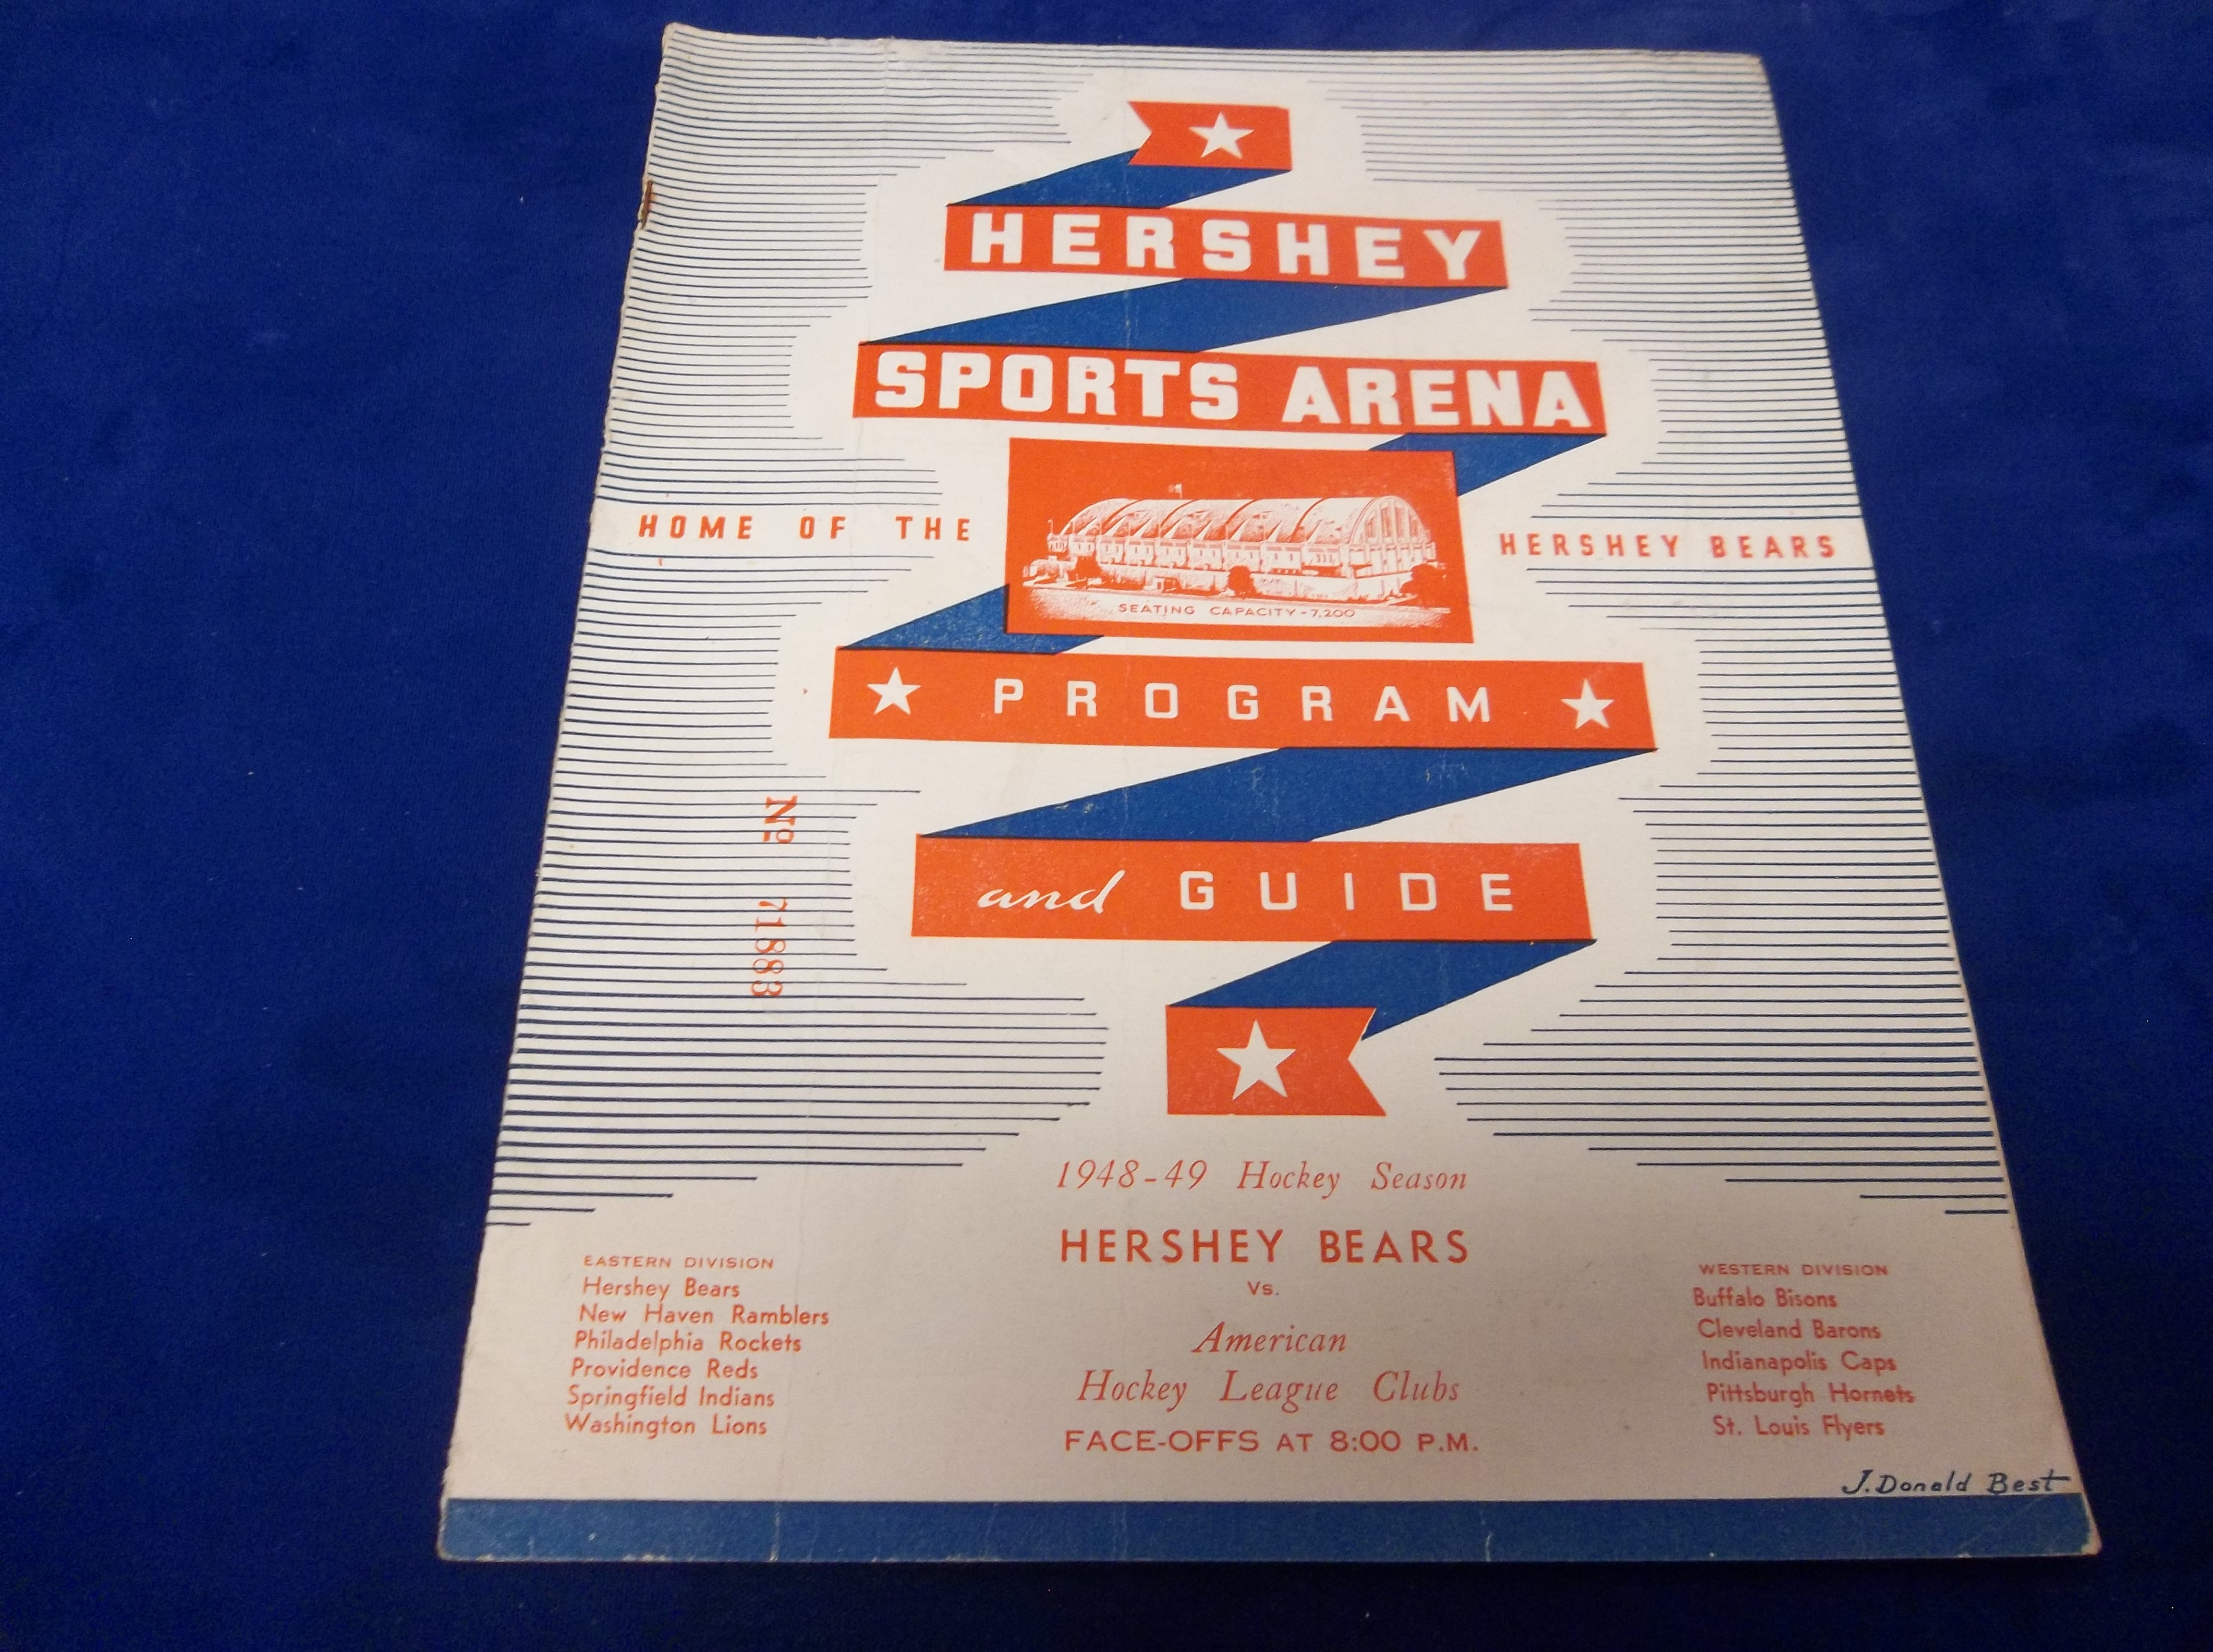 HERSHEY
SPORTS ARENA
HOME OF THE
HERSHEY BEARS
SEATING CAPACITY - 7,200
PROGRAM
and GUIDE
Nº 71883
1948-49 Hockey Season
HERSHEY BEARS
Vs.
American
Hockey League Clubs
FACE-OFFS AT 8:00 P.M.
EASTERN DIVISION
Hershey Bears
New Haven Ramblers
Philadelphia Rockets
Providence Reds
Springfield Indians
Washington Lions
WESTERN DIVISION
Buffalo Bisons
Cleveland Barons
Indianapolis Caps
Pittsburgh Hornets
St. Louis Flyers
J. Donald Best